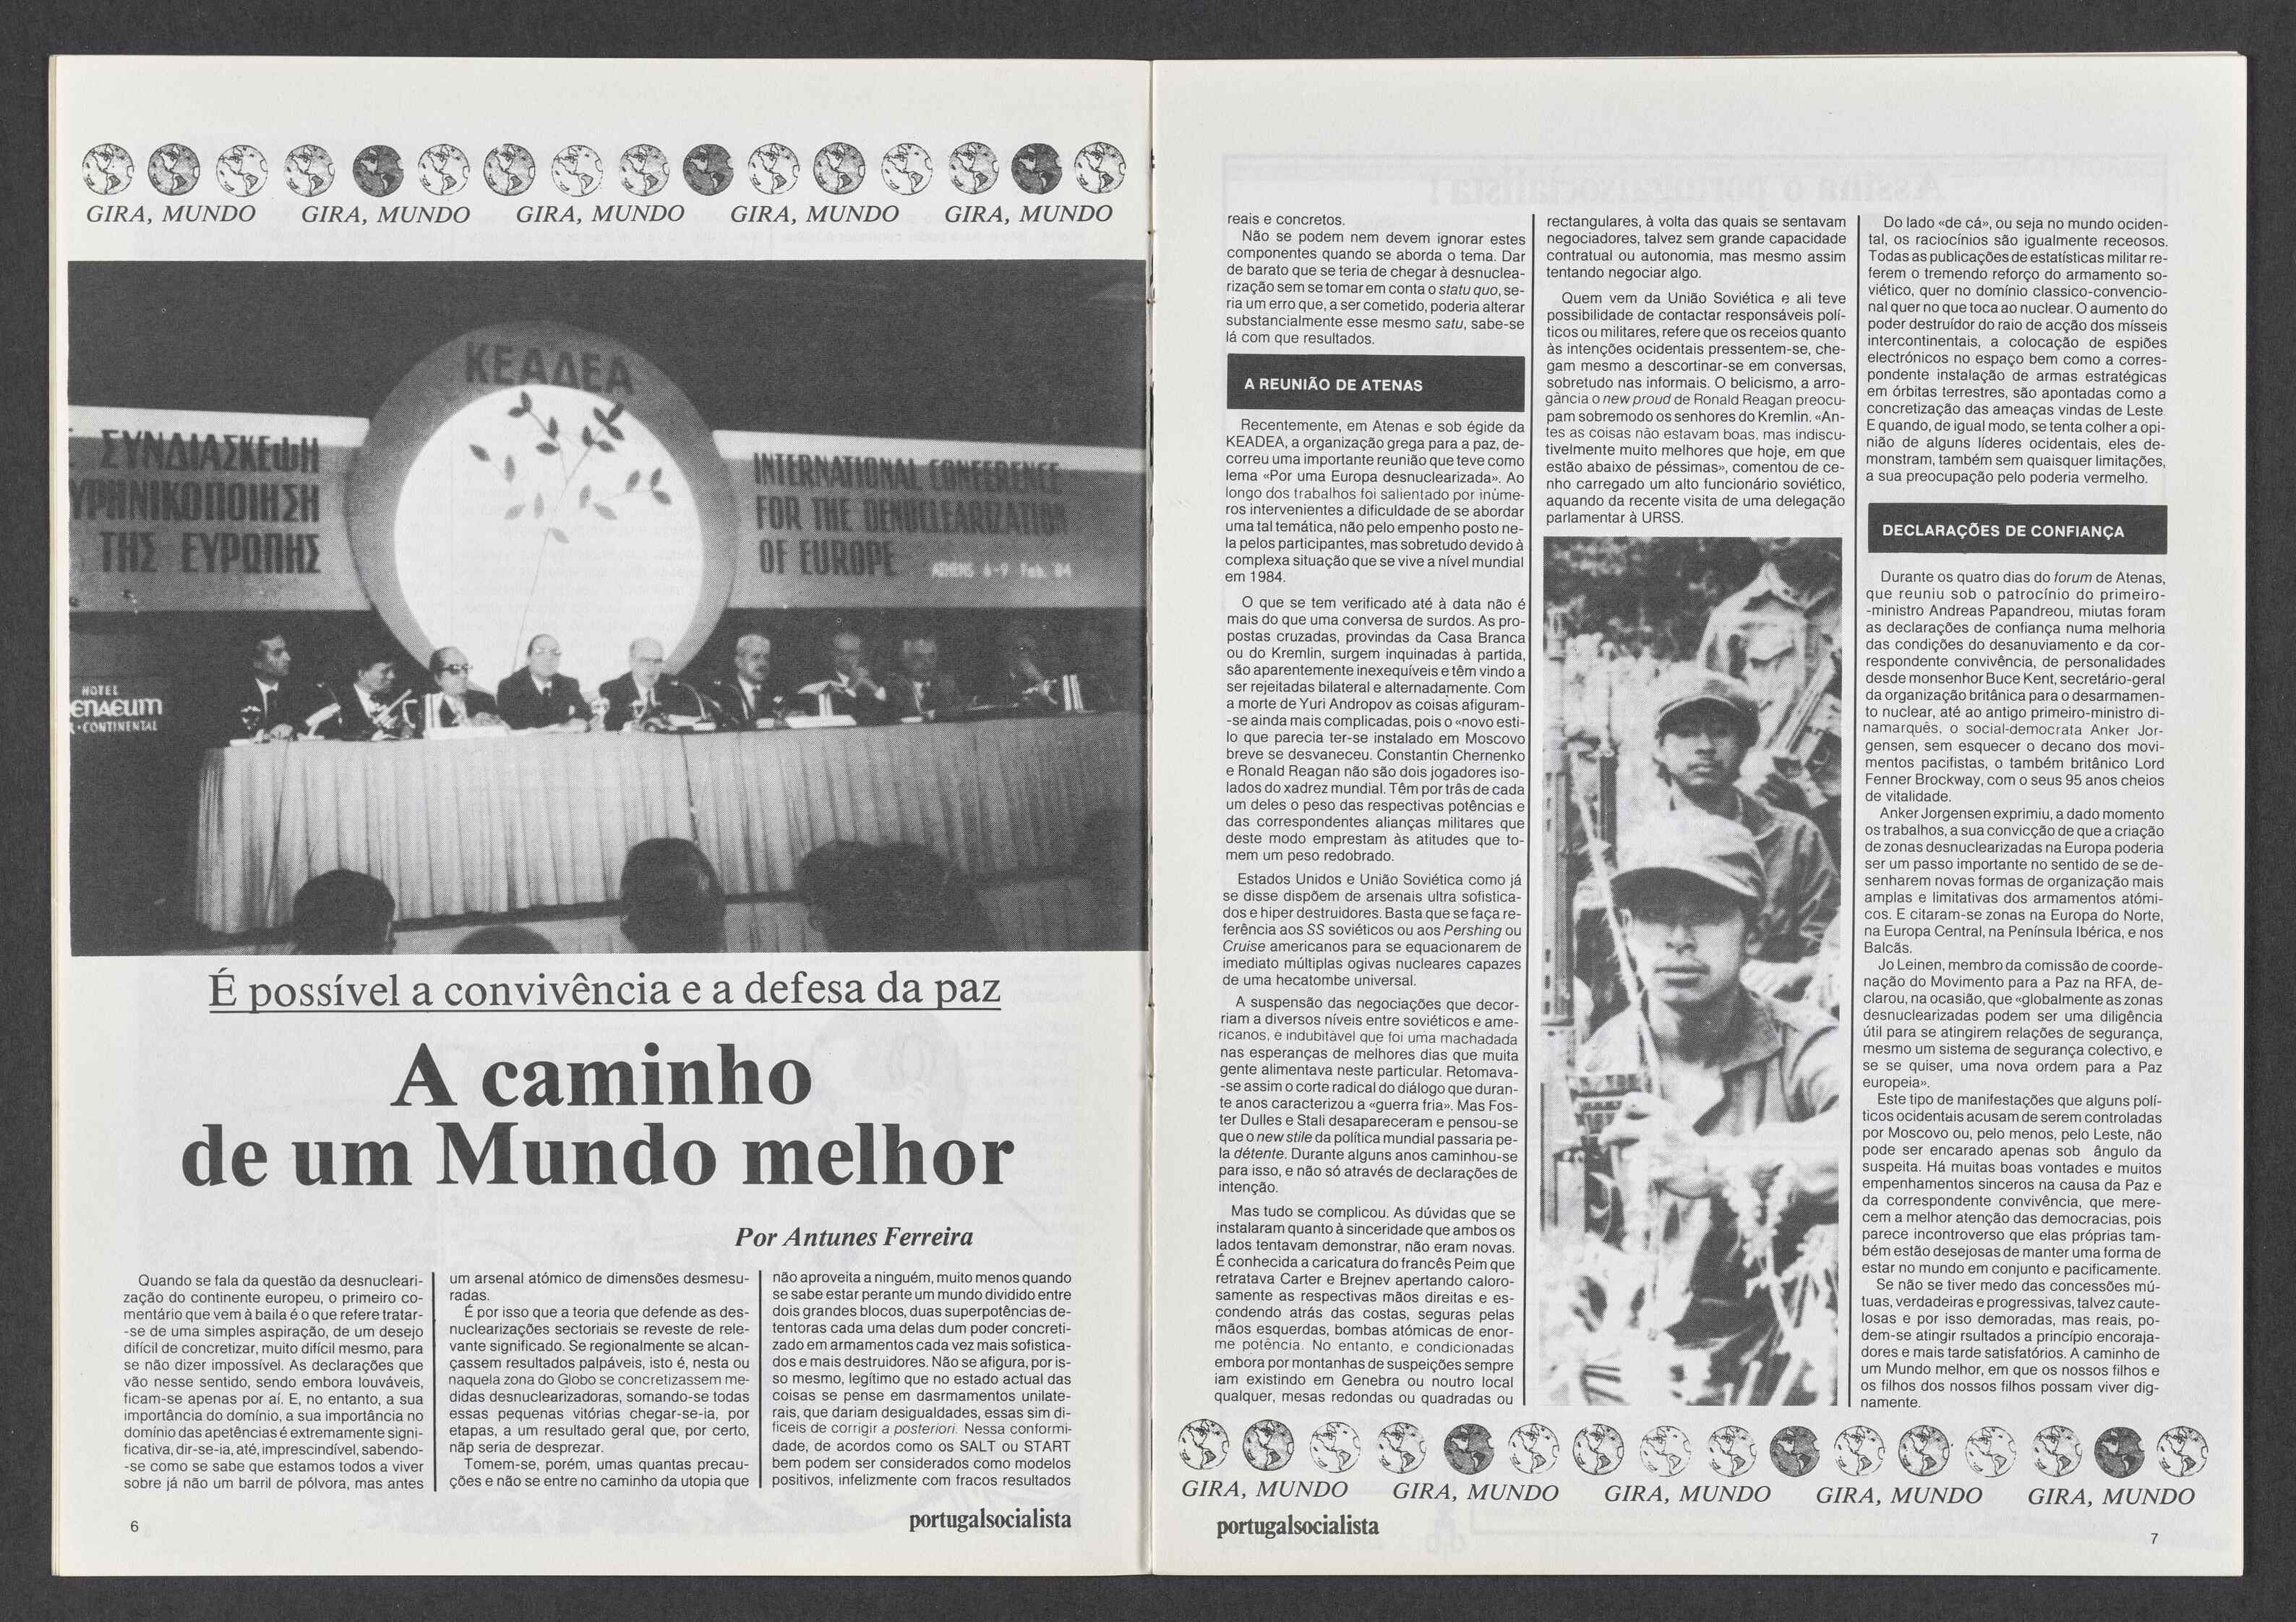 GIRA, MUNDO GIRA, MUNDO GIRA, MUNDO GIRA, MUNDO GIRA, MUNDO
ΚΕΑΔΕΑ
ΣΥΝΔΙΑΣΚΕΨΗ
ΥΡΗΝΙΚΟΠΟΙΗΣΗ
ΤΗΣ ΕΥΡΩΠΗΣ
INTERNATIONAL CONFERENCE
FOR THE DENUCLEARIZATION
OF EUROPE
ATHENS 6-9 Feb. 84
HOTEL
ENAEUM
CONTINENTAL
É possível a convivência e a defesa da paz
A caminho
de um Mundo melhor
Por Antunes Ferreira
Quando se fala da questão da desnucleari-
zação do continente europeu, o primeiro co-
mentário que vem à baila é o que refere tratar-
-se de uma simples aspiração, de um desejo
difícil de concretizar, muito difícil mesmo, para
se não dizer impossível. As declarações que
vão nesse sentido, sendo embora louváveis,
ficam-se apenas por aí. E, no entanto, a sua
importância do domínio, a sua importância no
domínio das apetências é extremamente signi-
ficativa, dir-se-ia, até, imprescindível, sabendo-
-se como se sabe que estamos todos a viver
sobre já não um barril de pólvora, mas antes
um arsenal atómico de dimensões desmesu-
radas.
É por isso que a teoria que defende as des-
nuclearizações sectoriais se reveste de rele-
vante significado. Se regionalmente se alcan-
çassem resultados palpáveis, isto é, nesta ou
naquela zona do Globo se concretizassem me-
didas desnuclearizadoras, somando-se todas
essas pequenas vitórias chegar-se-ia, por
etapas, a um resultado geral que, por certo,
nãp seria de desprezar.
Tomem-se, porém, umas quantas precau-
ções e não se entre no caminho da utopia que
não aproveita a ninguém, muito menos quando
se sabe estar perante um mundo dividido entre
dois grandes blocos, duas superpotências de-
tentoras cada uma delas dum poder concreti-
zado em armamentos cada vez mais sofistica-
dos e mais destruidores. Não se afigura, por is-
so mesmo, legítimo que no estado actual das
coisas se pense em dasrmamentos unilate-
rais, que dariam desigualdades, essas sim di-
fíceis de corrigir a posteriori. Nessa conformi-
dade, de acordos como os SALT ou START
bem podem ser considerados como modelos
positivos, infelizmente com fracos resultados
6
portugalsocialista
reais e concretos.
Não se podem nem devem ignorar estes
componentes quando se aborda o tema. Dar
de barato que se teria de chegar à desnuclea-
rização sem se tomar em conta o statu quo, se-
ria um erro que, a ser cometido, poderia alterar
substancialmente esse mesmo satu, sabe-se
lá com que resultados.
A REUNIÃO DE ATENAS
Recentemente, em Atenas e sob égide da
KEADEA, a organização grega para a paz, de-
correu uma importante reunião que teve como
lema «Por uma Europa desnuclearizada». Ao
longo dos trabalhos foi salientado por inúme-
ros intervenientes a dificuldade de se abordar
uma tal temática, não pelo empenho posto ne-
la pelos participantes, mas sobretudo devido à
complexa situação que se vive a nível mundial
em 1984.
O que se tem verificado até à data não é
mais do que uma conversa de surdos. As pro-
postas cruzadas, provindas da Casa Branca
ou do Kremlin, surgem inquinadas à partida,
são aparentemente inexequíveis e têm vindo a
ser rejeitadas bilateral e alternadamente. Com
a morte de Yuri Andropov as coisas afiguram-
-se ainda mais complicadas, pois o «novo esti-
lo que parecia ter-se instalado em Moscovo
breve se desvaneceu. Constantin Chernenko
e Ronald Reagan não são dois jogadores iso-
lados do xadrez mundial. Têm por trâs de cada
um deles o peso das respectivas potências e
das correspondentes alianças militares que
deste modo emprestam às atitudes que to-
mem um peso redobrado.
Estados Unidos e União Soviética como já
se disse dispõem de arsenais ultra sofistica-
dos e hiper destruidores. Basta que se faça re-
ferência aos SS soviéticos ou aos Pershing ou
Cruise americanos para se equacionarem de
imediato múltiplas ogivas nucleares capazes
de uma hecatombe universal.
A suspensão das negociações que decor-
riam a diversos níveis entre soviéticos e ame-
ricanos, é indubitável que foi uma machadada
nas esperanças de melhores dias que muita
gente alimentava neste particular. Retomava-
-se assim o corte radical do diálogo que duran-
te anos caracterizou a «guerra fria». Mas Fos-
ter Dulles e Stali desapareceram e pensou-se
que o new stile da política mundial passaria pe-
la détente. Durante alguns anos caminhou-se
para isso, e não só através de declarações de
intenção.
Mas tudo se complicou. As dúvidas que se
instalaram quanto à sinceridade que ambos os
lados tentavam demonstrar, não eram novas.
É conhecida a caricatura do francês Peim que
retratava Carter e Brejnev apertando caloro-
samente as respectivas mãos direitas e es-
condendo atrás das costas, seguras pelas
mãos esquerdas, bombas atómicas de enor-
me potência. No entanto, e condicionadas
embora por montanhas de suspeições sempre
iam existindo em Genebra ou noutro local
qualquer, mesas redondas ou quadradas ou
rectangulares, à volta das quais se sentavam
negociadores, talvez sem grande capacidade
contratual ou autonomia, mas mesmo assim
tentando negociar algo.
Quem vem da União Soviética e ali teve
possibilidade de contactar responsáveis polí-
ticos ou militares, refere que os receios quanto
às intenções ocidentais pressentem-se, che-
gam mesmo a descortinar-se em conversas,
sobretudo nas informais. O belicismo, a arro-
gância o new proud de Ronald Reagan preocu-
pam sobremodo os senhores do Kremlin. «An-
tes as coisas não estavam boas, mas indiscu-
tivelmente muito melhores que hoje, em que
estão abaixo de péssimas», comentou de ce-
nho carregado um alto funcionário soviético,
aquando da recente visita de uma delegação
parlamentar à URSS.
Do lado «de cá», ou seja no mundo ociden-
tal, os raciocínios são igualmente receosos.
Todas as publicações de estatísticas militar re-
ferem o tremendo reforço do armamento so-
viético, quer no domínio classico-convencio-
nal quer no que toca ao nuclear. O aumento do
poder destruídor do raio de acção dos mísseis
intercontinentais, a colocação de espiões
electrónicos no espaço bem como a corres-
pondente instalação de armas estratégicas
em órbitas terrestres, são apontadas como a
concretização das ameaças vindas de Leste.
E quando, de igual modo, se tenta colher a opi-
nião de alguns líderes ocidentais, eles de-
monstram, também sem quaisquer limitações,
a sua preocupação pelo poderia vermelho.
DECLARAÇÕES DE CONFIANÇA
Durante os quatro dias do forum de Atenas,
que reuniu sob o patrocínio do primeiro-
-ministro Andreas Papandreou, miutas foram
as declarações de confiança numa melhoria
das condições do desanuviamento e da cor-
respondente convivência, de personalidades
desde monsenhor Buce Kent, secretário-geral
da organização britânica para o desarmamen-
to nuclear, até ao antigo primeiro-ministro di-
namarquês, o social-democrata Anker Jor-
gensen, sem esquecer o decano dos movi-
mentos pacifistas, o também britânico Lord
Fenner Brockway, com o seus 95 anos cheios
de vitalidade.
Anker Jorgensen exprimiu, a dado momento
os trabalhos, a sua convicção de que a criação
de zonas desnuclearizadas na Europa poderia
ser um passo importante no sentido de se de-
senharem novas formas de organização mais
amplas e limitativas dos armamentos atómi-
cos. E citaram-se zonas na Europa do Norte,
na Europa Central, na Península Ibérica, e nos
Balcãs.
Jo Leinen, membro da comissão de coorde-
nação do Movimento para a Paz na RFA, de-
clarou, na ocasião, que «globalmente as zonas
desnuclearizadas podem ser uma diligência
útil para se atingirem relações de segurança,
mesmo um sistema de segurança colectivo, e
se se quiser, uma nova ordem para a Paz
europeia».
Este tipo de manifestações que alguns polí-
ticos ocidentais acusam de serem controladas
por Moscovo ou, pelo menos, pelo Leste, não
pode ser encarado apenas sob ângulo da
suspeita. Há muitas boas vontades e muitos
empenhamentos sinceros na causa da Paz e
da correspondente convivência, que mere-
cem a melhor atenção das democracias, pois
parece incontroverso que elas próprias tam-
bém estão desejosas de manter uma forma de
estar no mundo em conjunto e pacificamente.
Se não se tiver medo das concessões mú-
tuas, verdadeiras e progressivas, talvez caute-
losas e por isso demoradas, mas reais, po-
dem-se atingir rsultados a princípio encoraja-
dores e mais tarde satisfatórios. A caminho de
um Mundo melhor, em que os nossos filhos e
os filhos dos nossos filhos possam viver dig-
namente.
GIRA, MUNDO GIRA, MUNDO GIRA, MUNDO GIRA, MUNDO GIRA, MUNDO
portugalsocialista
7